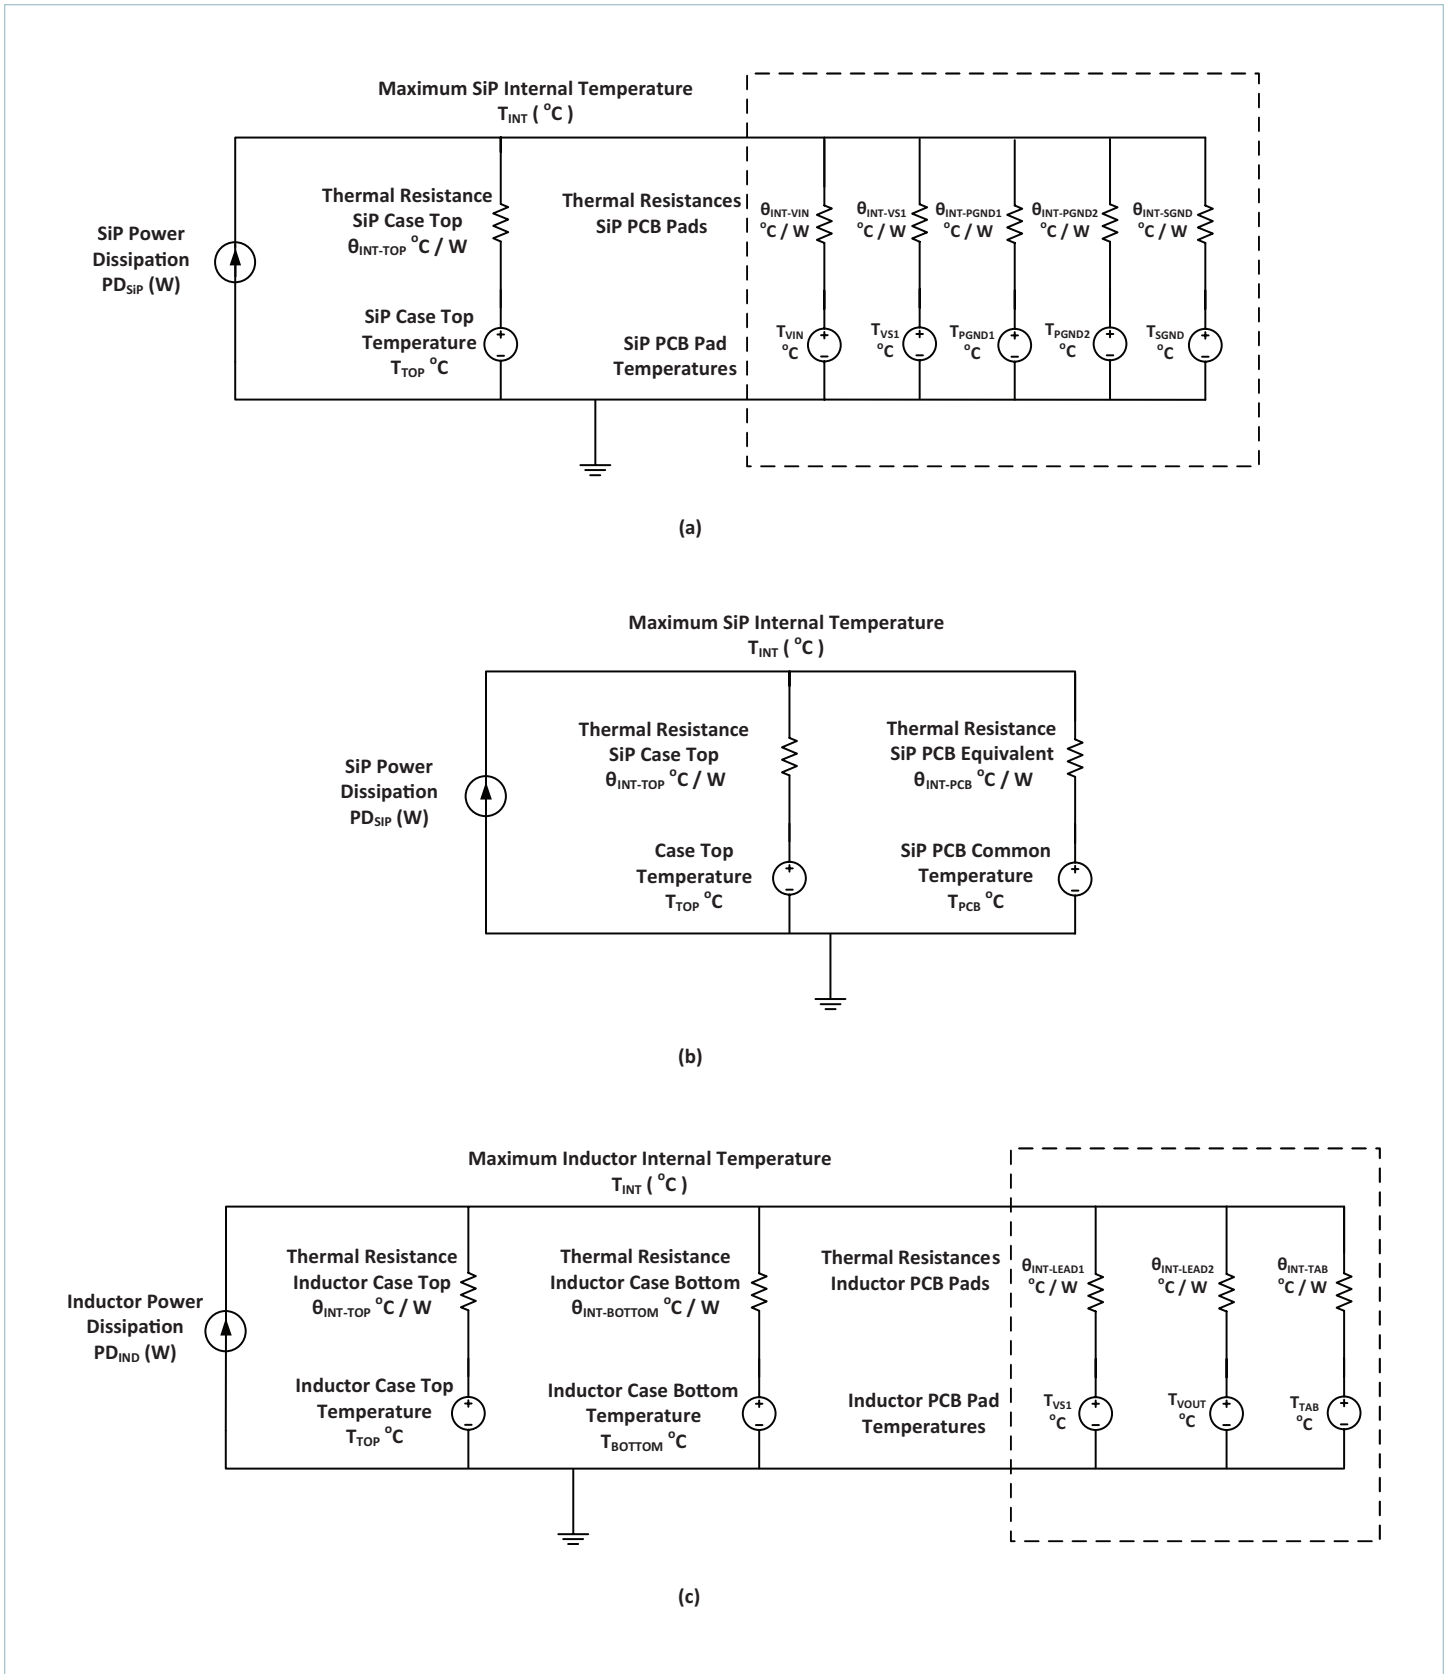 Maximum SiP Internal Temperature
T_INT ( °C )
SiP Power
Dissipation
PD_SiP (W)
Thermal Resistance
SiP Case Top
θ_INT-TOP °C / W
SiP Case Top
Temperature
T_TOP °C
Thermal Resistances
SiP PCB Pads
SiP PCB Pad
Temperatures
θ_INT-VIN
°C / W
θ_INT-VS1
°C / W
θ_INT-PGND1
°C / W
θ_INT-PGND2
°C / W
θ_INT-SGND
°C / W
T_VIN
°C
T_VS1
°C
T_PGND1
°C
T_PGND2
°C
T_SGND
°C
(a)
Maximum SiP Internal Temperature
T_INT ( °C )
SiP Power
Dissipation
PD_SIP (W)
Thermal Resistance
SiP Case Top
θ_INT-TOP °C / W
Case Top
Temperature
T_TOP °C
Thermal Resistance
SiP PCB Equivalent
θ_INT-PCB °C / W
SiP PCB Common
Temperature
T_PCB °C
(b)
Maximum Inductor Internal Temperature
T_INT ( °C )
Inductor Power
Dissipation
PD_IND (W)
Thermal Resistance
Inductor Case Top
θ_INT-TOP °C / W
Inductor Case Top
Temperature
T_TOP °C
Thermal Resistance
Inductor Case Bottom
θ_INT-BOTTOM °C / W
Inductor Case Bottom
Temperature
T_BOTTOM °C
Thermal Resistances
Inductor PCB Pads
Inductor PCB Pad
Temperatures
θ_INT-LEAD1
°C / W
θ_INT-LEAD2
°C / W
θ_INT-TAB
°C / W
T_VS1
°C
T_VOUT
°C
T_TAB
°C
(c)